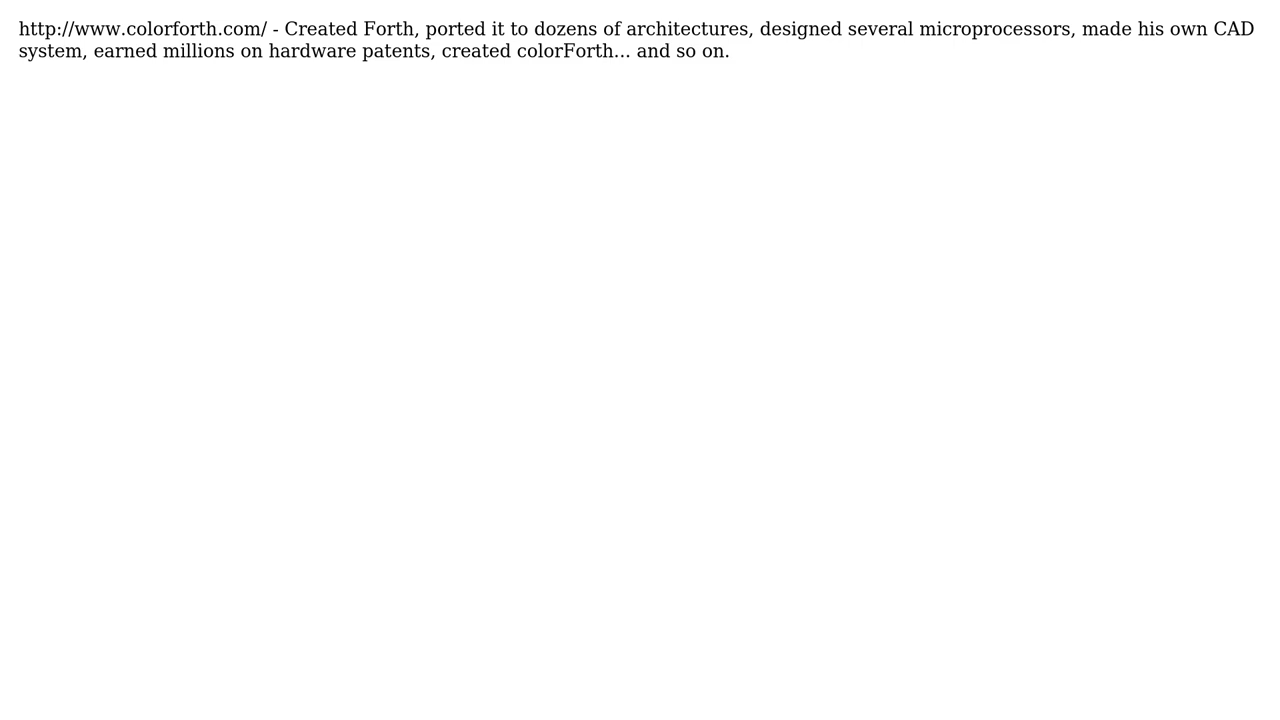 http://www.colorforth.com/ - Created Forth, ported it to dozens of architectures, designed several microprocessors, made his own CAD
system, earned millions on hardware patents, created colorForth... and so on.